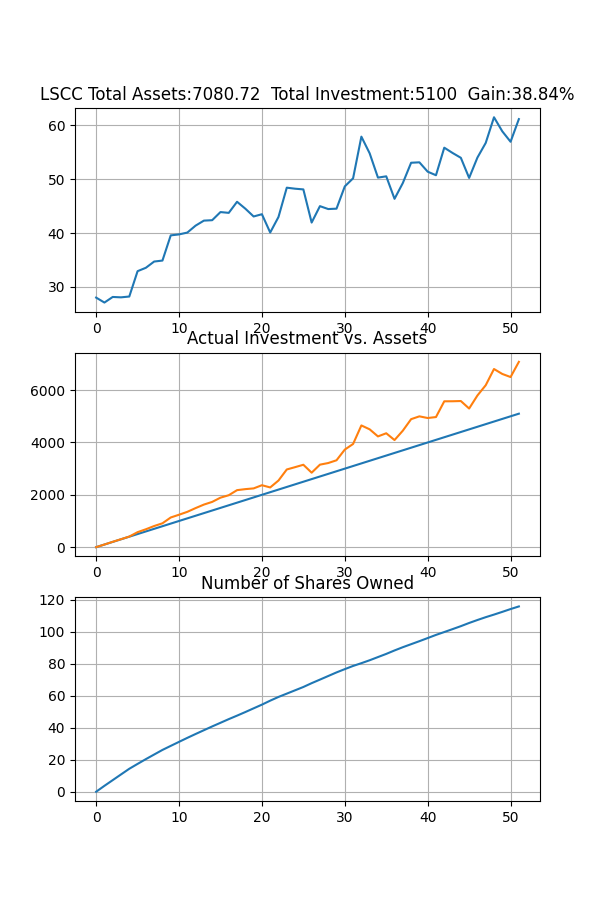 LSCC Total Assets:7080.72  Total Investment:5100  Gain:38.84%
60
50
40
30
0 10 20 30 40 50
Actual Investment vs. Assets
6000
4000
2000
0
0 10 20 30 40 50
Number of Shares Owned
120
100
80
60
40
20
0
0 10 20 30 40 50